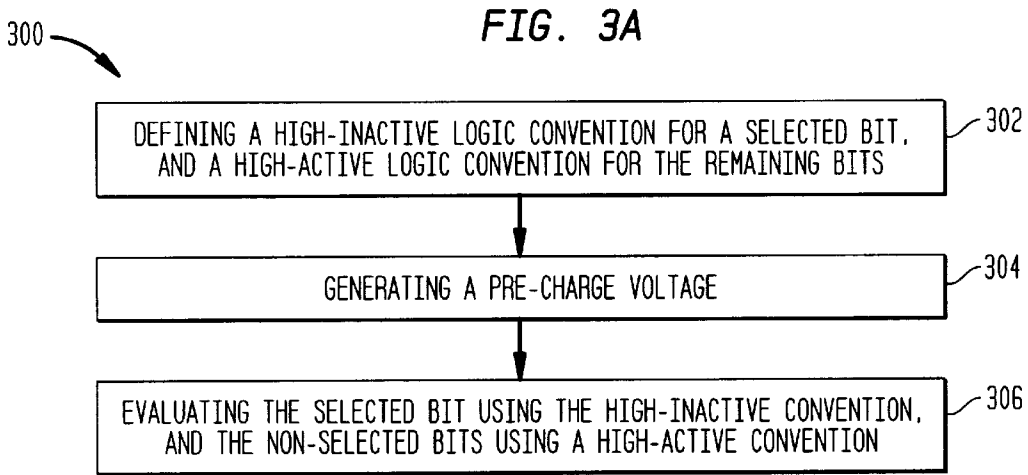 FIG. 3A
300
DEFINING A HIGH-INACTIVE LOGIC CONVENTION FOR A SELECTED BIT,
AND A HIGH-ACTIVE LOGIC CONVENTION FOR THE REMAINING BITS
302
GENERATING A PRE-CHARGE VOLTAGE
304
EVALUATING THE SELECTED BIT USING THE HIGH-INACTIVE CONVENTION,
AND THE NON-SELECTED BITS USING A HIGH-ACTIVE CONVENTION
306